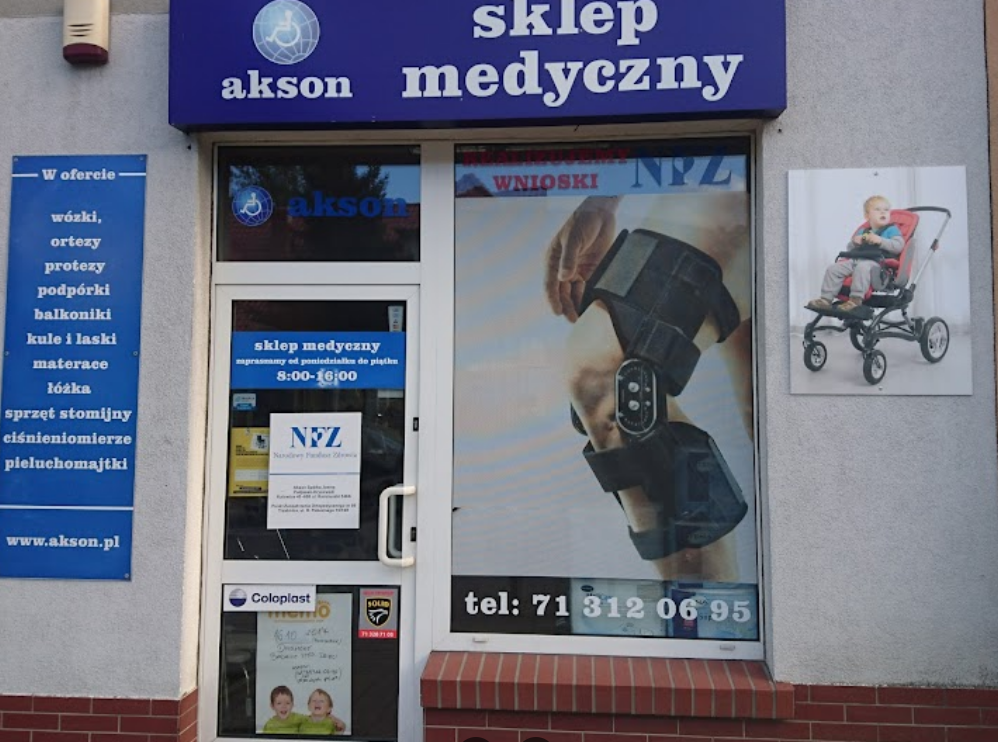 akson
sklep
medyczny
W ofercie
wózki,
ortezy
protezy
podpórki
balkoniki
kule i laski
materace
łóżka
sprzęt stomijny
ciśnieniomierze
pieluchomajtki
www.akson.pl
akson
REALIZUJEMY
WNIOSKI
NFZ
sklep medyczny
zapraszamy od poniedziałku do piątku
8:00-16:00
NFZ
Narodowy Fundusz Zdrowia
tel: 71 312 06 95
Coloplast
SOLID